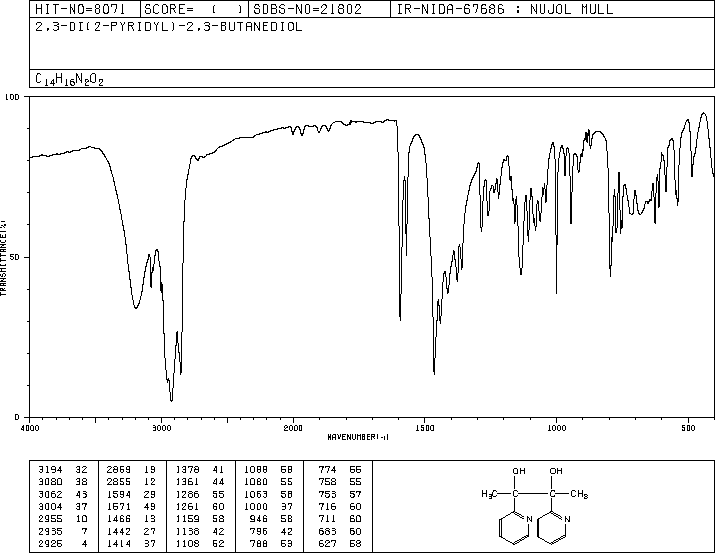 HIT-NO=8071 SCORE= ( ) SDBS-NO=21802 IR-NIDA-67686 : NUJOL MULL
2,3-DI(2-PYRIDYL)-2,3-BUTANEDIOL
C14H16N2O2
100
TRANSMITTANCE(%)
50
0
4000 3000 2000 1500 1000 500
WAVENUMBER(-1)
3194 32 2869 19 1378 41 1088 58 774 55
3080 38 2855 12 1361 44 1080 55 758 55
3062 43 1594 29 1286 55 1063 58 753 57
3004 37 1571 49 1261 60 1000 37 716 60
2955 10 1466 13 1159 58 946 58 711 60
2935 7 1442 27 1138 42 796 42 683 60
2926 4 1414 37 1108 52 788 53 627 58
OH OH
H3C C C CH3
N N